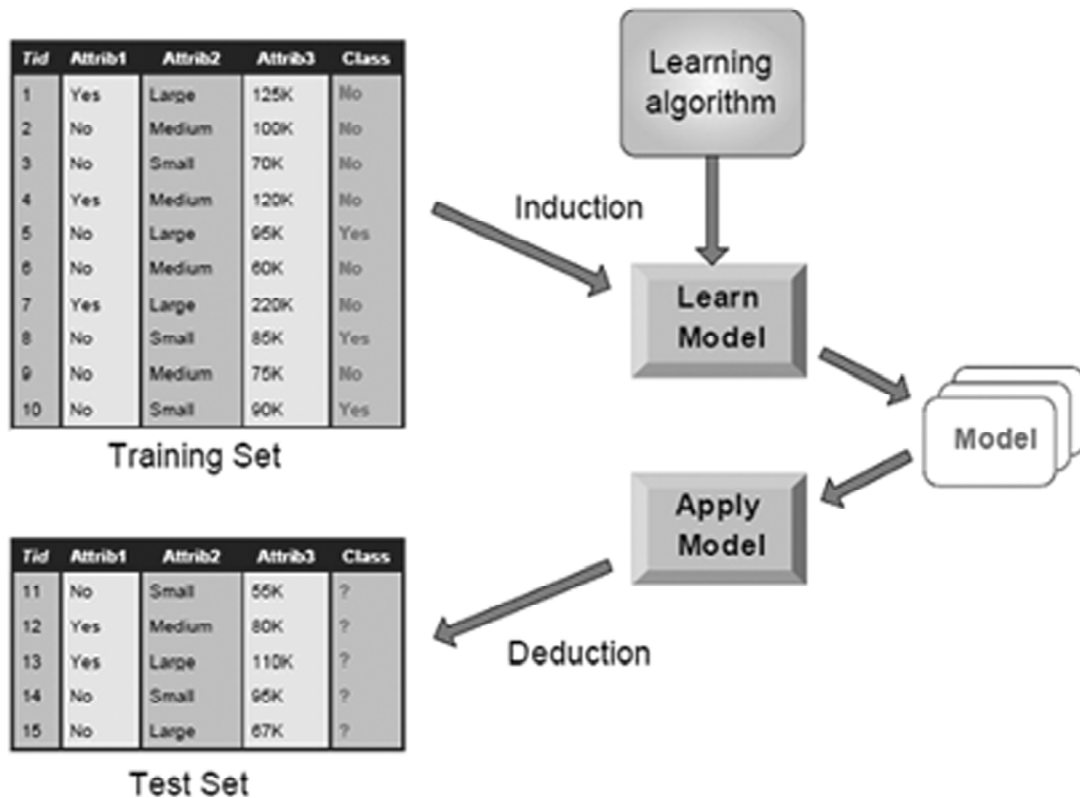 Tid Attrib1 Attrib2 Attrib3 Class
1 Yes Large 125K No
2 No Medium 100K No
3 No Small 70K No
4 Yes Medium 120K No
5 No Large 95K Yes
6 No Medium 60K No
7 Yes Large 220K No
8 No Small 85K Yes
9 No Medium 75K No
10 No Small 90K Yes
Training Set
Learning
algorithm
Induction
Learn
Model
Model
Apply
Model
Deduction
Tid Attrib1 Attrib2 Attrib3 Class
11 No Small 55K ?
12 Yes Medium 80K ?
13 Yes Large 110K ?
14 No Small 95K ?
15 No Large 67K ?
Test Set